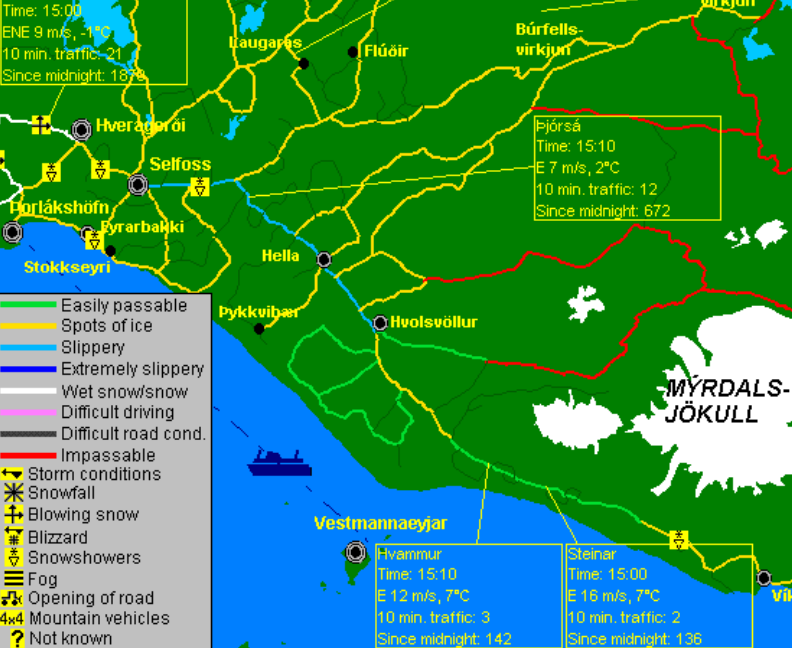 Time: 15:00
ENE 9 m/s, -1°C
10 min. traffic: 21
Since midnight: 1879
virkjun
Búrfells-
virkjun
Laugarás
Flúðir
Hveragerði
Selfoss
Þjórsá
Time: 15:10
E 7 m/s, 2°C
10 min. traffic: 12
Since midnight: 672
Þorlákshöfn
Eyrarbakki
Stokkseyri
Hella
Þykkvibær
Hvolsvöllur
MÝRDALS-
JÖKULL
Easily passable
Spots of ice
Slippery
Extremely slippery
Wet snow/snow
Difficult driving
Difficult road cond.
Impassable
Storm conditions
Snowfall
Blowing snow
Blizzard
Snowshowers
Fog
Opening of road
4x4 Mountain vehicles
? Not known
Vestmannaeyjar
Hvammur
Time: 15:10
E 12 m/s, 7°C
10 min. traffic: 3
Since midnight: 142
Steinar
Time: 15:00
E 16 m/s, 7°C
10 min. traffic: 2
Since midnight: 136
Vík